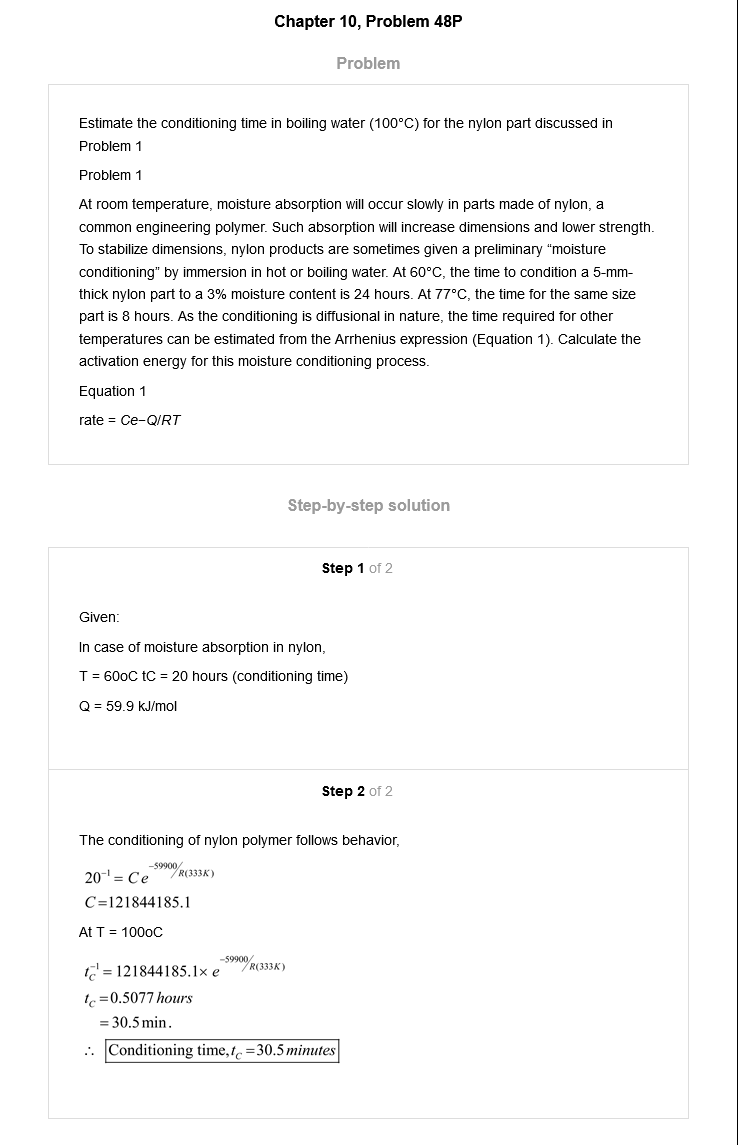 Chapter 10, Problem 48P
Problem
Estimate the conditioning time in boiling water (100°C) for the nylon part discussed in
Problem 1
Problem 1
At room temperature, moisture absorption will occur slowly in parts made of nylon, a
common engineering polymer. Such absorption will increase dimensions and lower strength.
To stabilize dimensions, nylon products are sometimes given a preliminary “moisture
conditioning” by immersion in hot or boiling water. At 60°C, the time to condition a 5-mm-
thick nylon part to a 3% moisture content is 24 hours. At 77°C, the time for the same size
part is 8 hours. As the conditioning is diffusional in nature, the time required for other
temperatures can be estimated from the Arrhenius expression (Equation 1). Calculate the
activation energy for this moisture conditioning process.
Equation 1
rate = Ce−Q/RT
Step-by-step solution
Step 1 of 2
Given:
In case of moisture absorption in nylon,
T = 60oC tC = 20 hours (conditioning time)
Q = 59.9 kJ/mol
Step 2 of 2
The conditioning of nylon polymer follows behavior,
20⁻¹ = C e^−59900/R(333K)
C=121844185.1
At T = 100oC
t_C⁻¹ = 121844185.1× e^−59900/R(333K)
t_C =0.5077 hours
= 30.5 min.
∴ Conditioning time, t_C =30.5 minutes